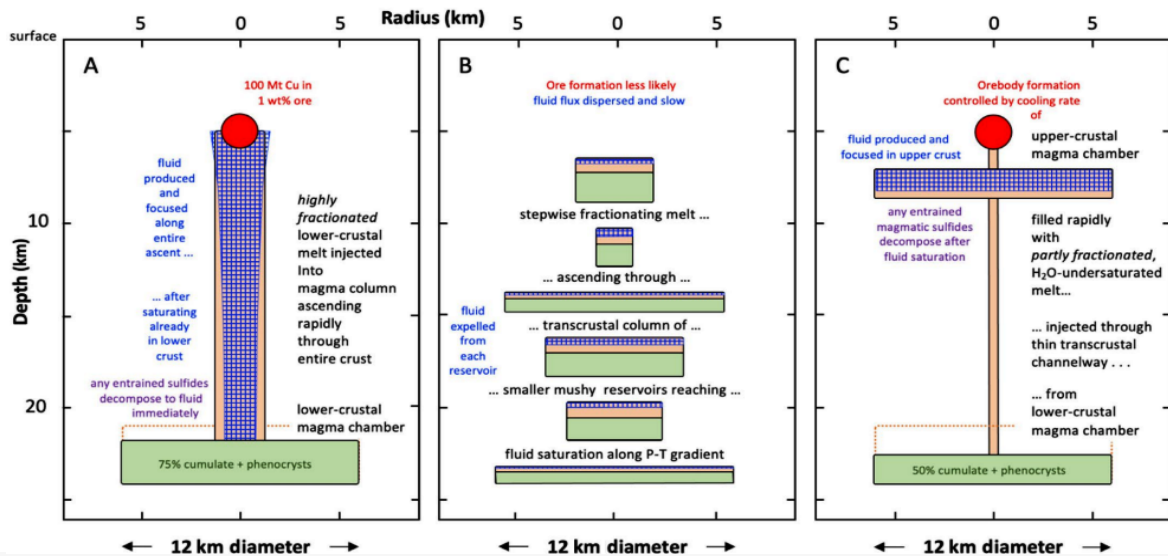 Radius (km)
5 0 5 5 0 5 5 0 5
surface
Depth (km)
10
20
A
100 Mt Cu in
1 wt% ore
fluid
produced
and
focused
along
entire
ascent ...
... after
saturating
already
in lower
crust
any entrained sulfides
decompose to fluid
immediately
highly
fractionated
lower-crustal
melt injected
Into
magma column
ascending
rapidly
through
entire crust
lower-crustal
magma chamber
75% cumulate + phenocrysts
12 km diameter
B
Ore formation less likely
fluid flux dispersed and slow
stepwise fractionating melt ...
... ascending through ...
fluid
expelled
from
each
reservoir
... transcrustal column of ...
... smaller mushy reservoirs reaching ...
fluid saturation along P-T gradient
12 km diameter
C
Orebody formation
controlled by cooling rate
of
upper-crustal
magma chamber
fluid produced and
focused in upper crust
any entrained
magmatic sulfides
decompose after
fluid saturation
filled rapidly
with
partly fractionated,
H₂O-undersaturated
melt...
... injected through
thin transcrustal
channelway . . .
... from
lower-crustal
magma chamber
50% cumulate + phenocrysts
12 km diameter